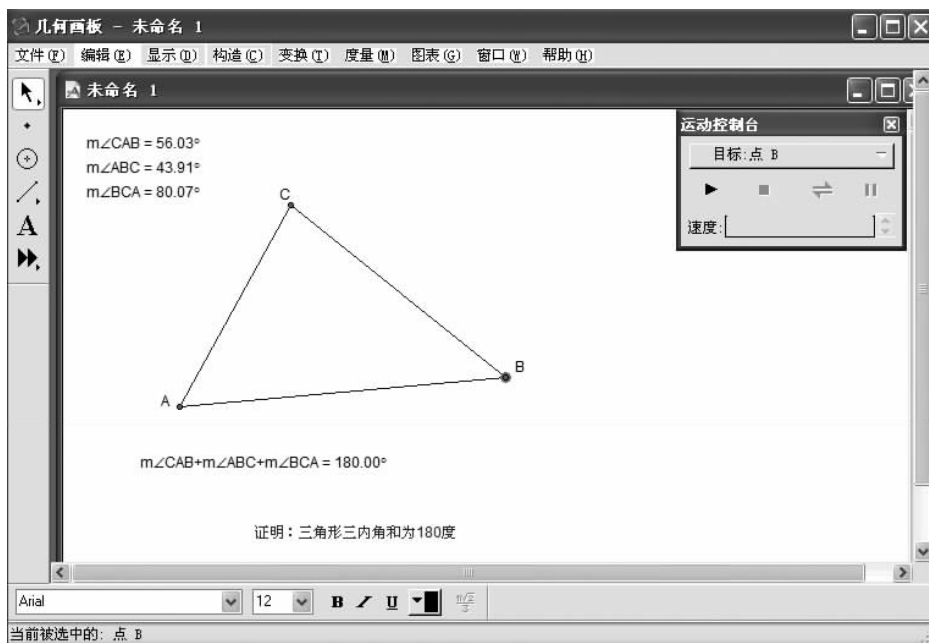 几何画板 - 未命名 1
文件(F) 编辑(E) 显示(D) 构造(C) 变换(T) 度量(M) 图表(G) 窗口(W) 帮助(H)
未命名 1
m∠CAB = 56.03°
m∠ABC = 43.91°
m∠BCA = 80.07°
运动控制台
目标:点 B
速度:
A
C
B
A
m∠CAB+m∠ABC+m∠BCA = 180.00°
证明：三角形三内角和为180度
Arial 12 B I U
当前被选中的: 点 B